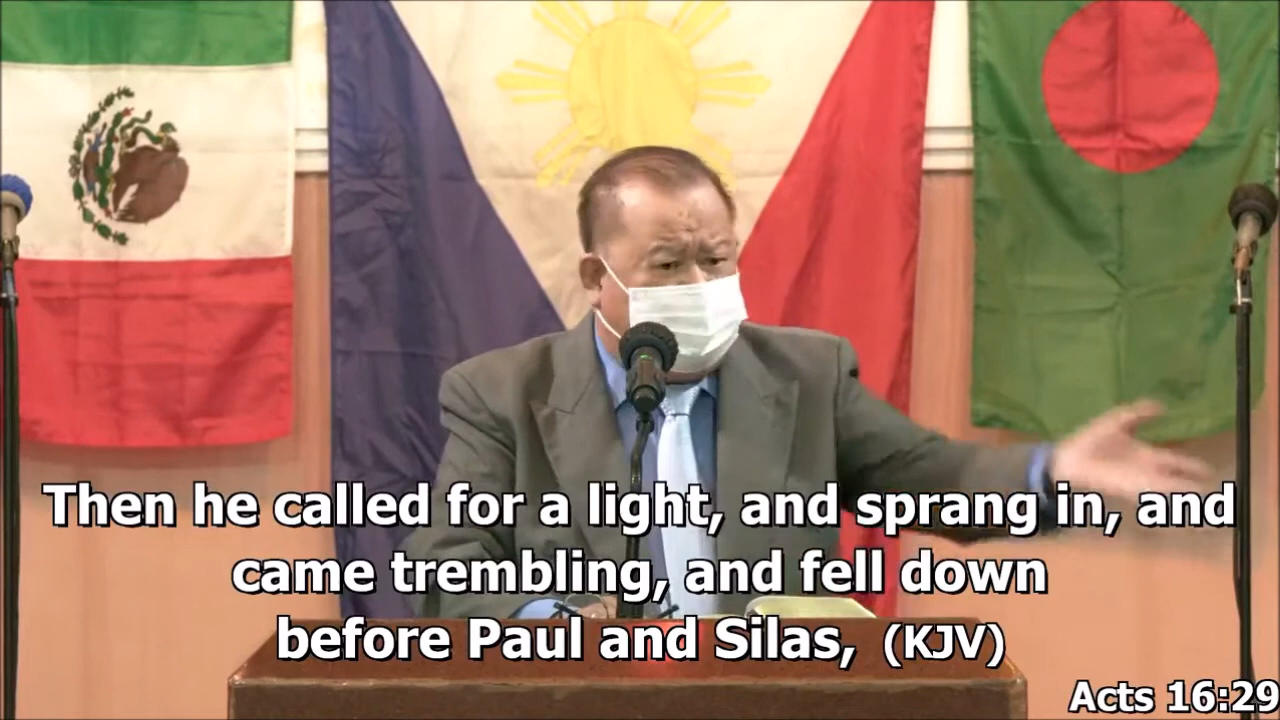 Then he called for a light, and sprang in, and
came trembling, and fell down
before Paul and Silas, (KJV)
Acts 16:29